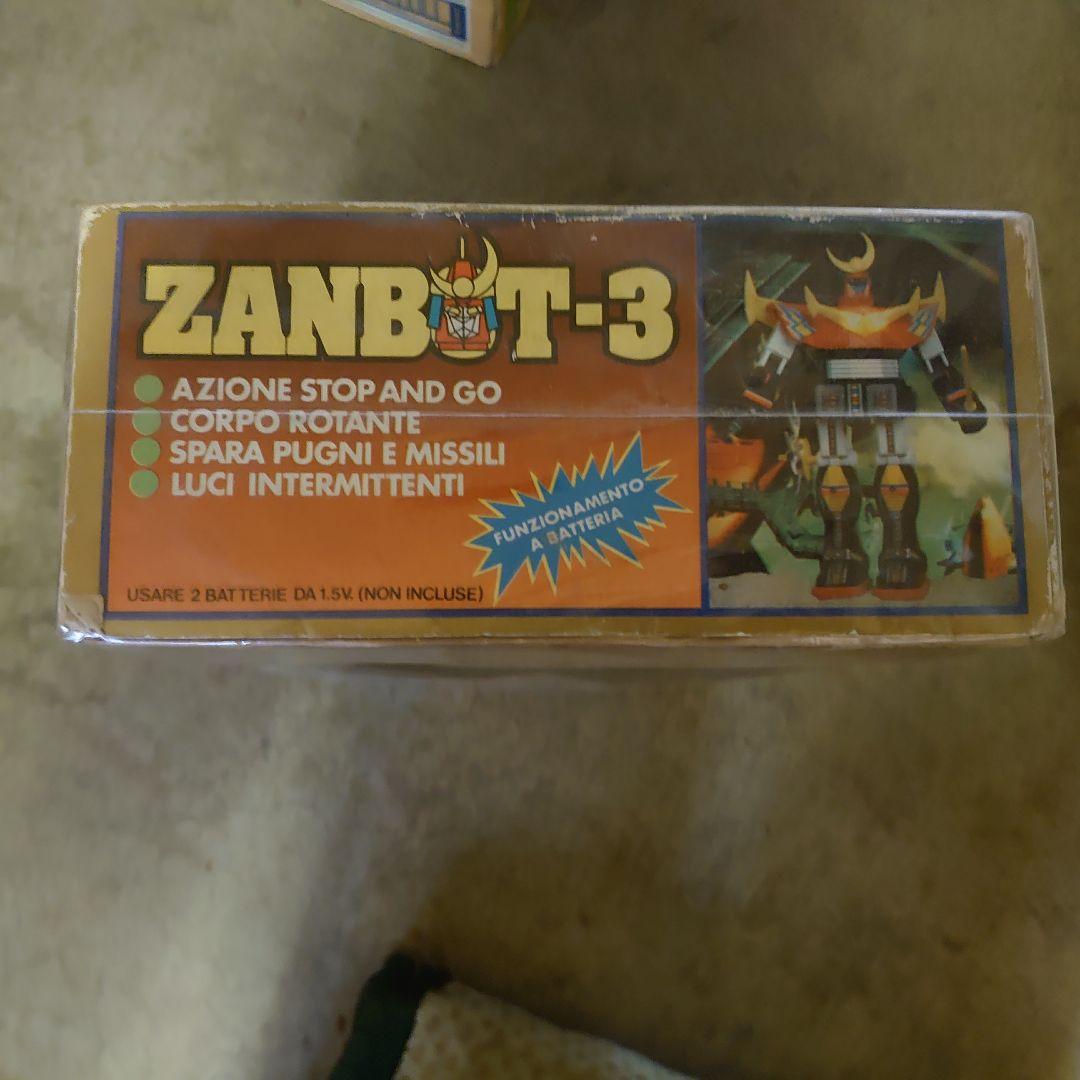 ZANBOT-3
AZIONE STOP AND GO
CORPO ROTANTE
SPARA PUGNI E MISSILI
LUCI INTERMITTENTI
FUNZIONAMENTO
A BATTERIA
USARE 2 BATTERIE DA 1.5V. (NON INCLUSE)